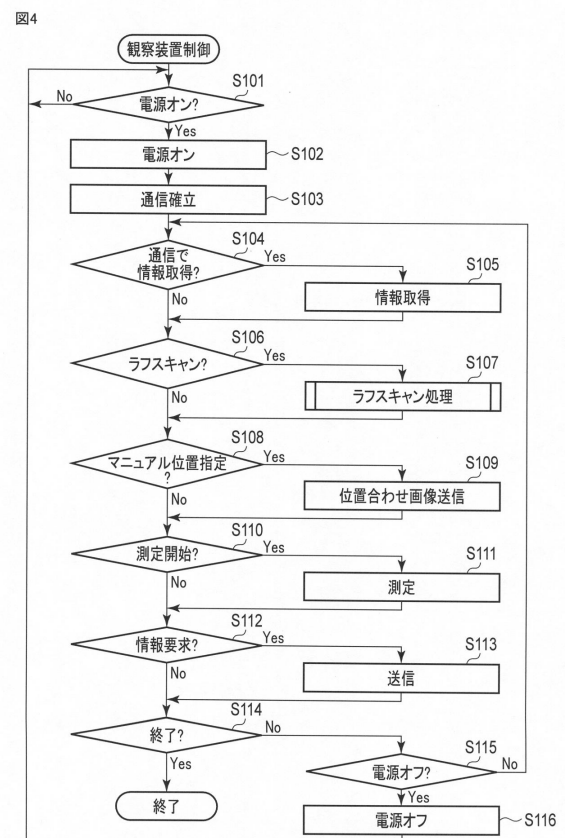 図4
観察装置制御
S101
No
電源オン?
Yes
電源オン
S102
通信確立
S103
S104
通信で
情報取得?
Yes
S105
情報取得
No
S106
ラフスキャン?
Yes
S107
ラフスキャン処理
No
S108
マニュアル位置指定
?
Yes
S109
位置合わせ画像送信
No
S110
測定開始?
Yes
S111
測定
No
S112
情報要求?
Yes
S113
送信
No
S114
終了?
No
S115
電源オフ?
No
Yes
Yes
終了
電源オフ
S116